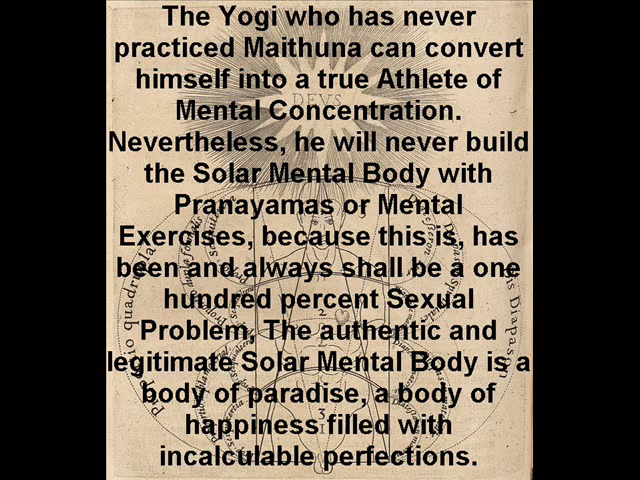 The Yogi who has never
practiced Maithuna can convert
himself into a true Athlete of
Mental Concentration.
DEVS
Nevertheless, he will never build
the Solar Mental Body with
Pranayamas or Mental
Exercises, because this is, has
been and always shall be a one
hundred percent Sexual
Problem, The authentic and
legitimate Solar Mental Body is a
body of paradise, a body of
happiness filled with
incalculable perfections.
Diapason